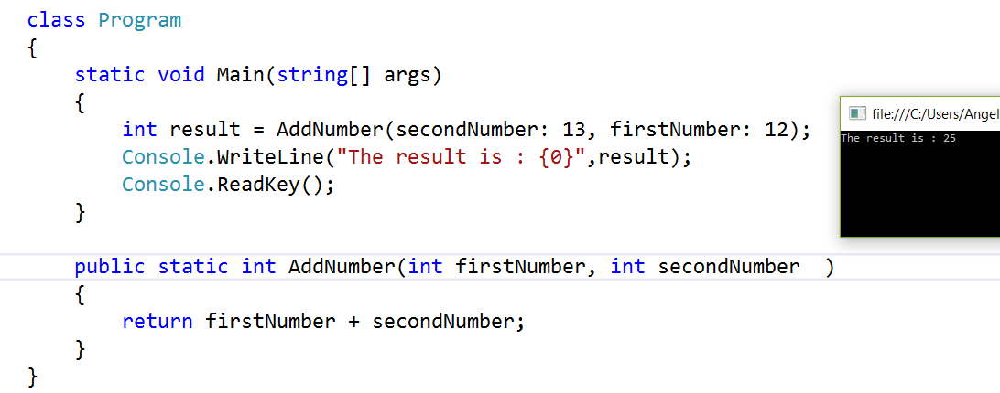 class Program
{
static void Main(string[] args)
{
int result = AddNumber(secondNumber: 13, firstNumber: 12);
Console.WriteLine("The result is : {0}",result);
Console.ReadKey();
}
public static int AddNumber(int firstNumber, int secondNumber  )
{
return firstNumber + secondNumber;
}
}
file:///C:/Users/Angel
The result is : 25